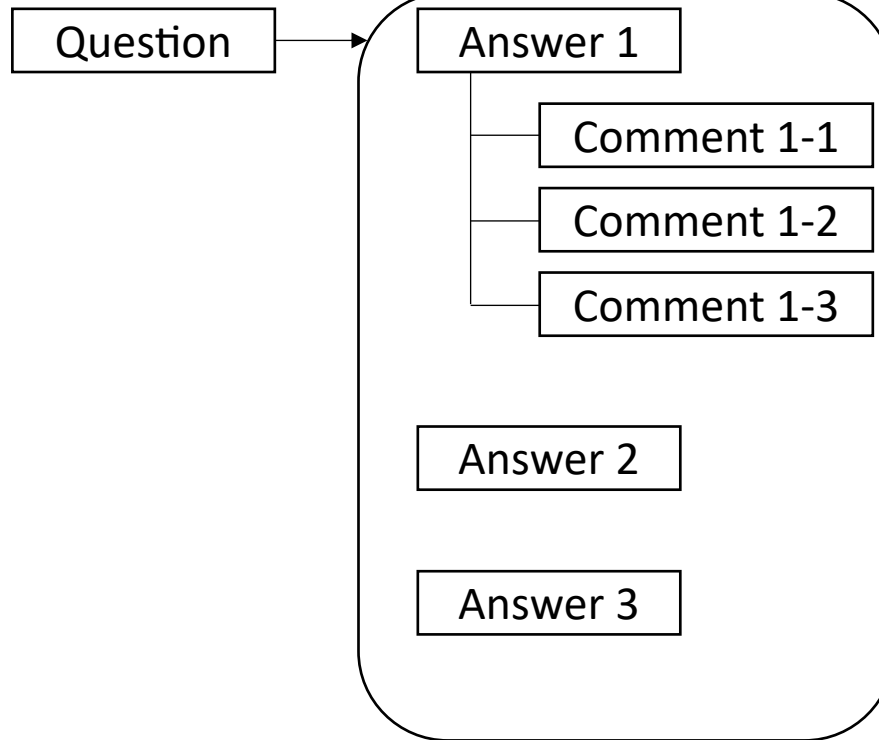 Question
Answer 1
Comment 1-1
Comment 1-2
Comment 1-3
Answer 2
Answer 3